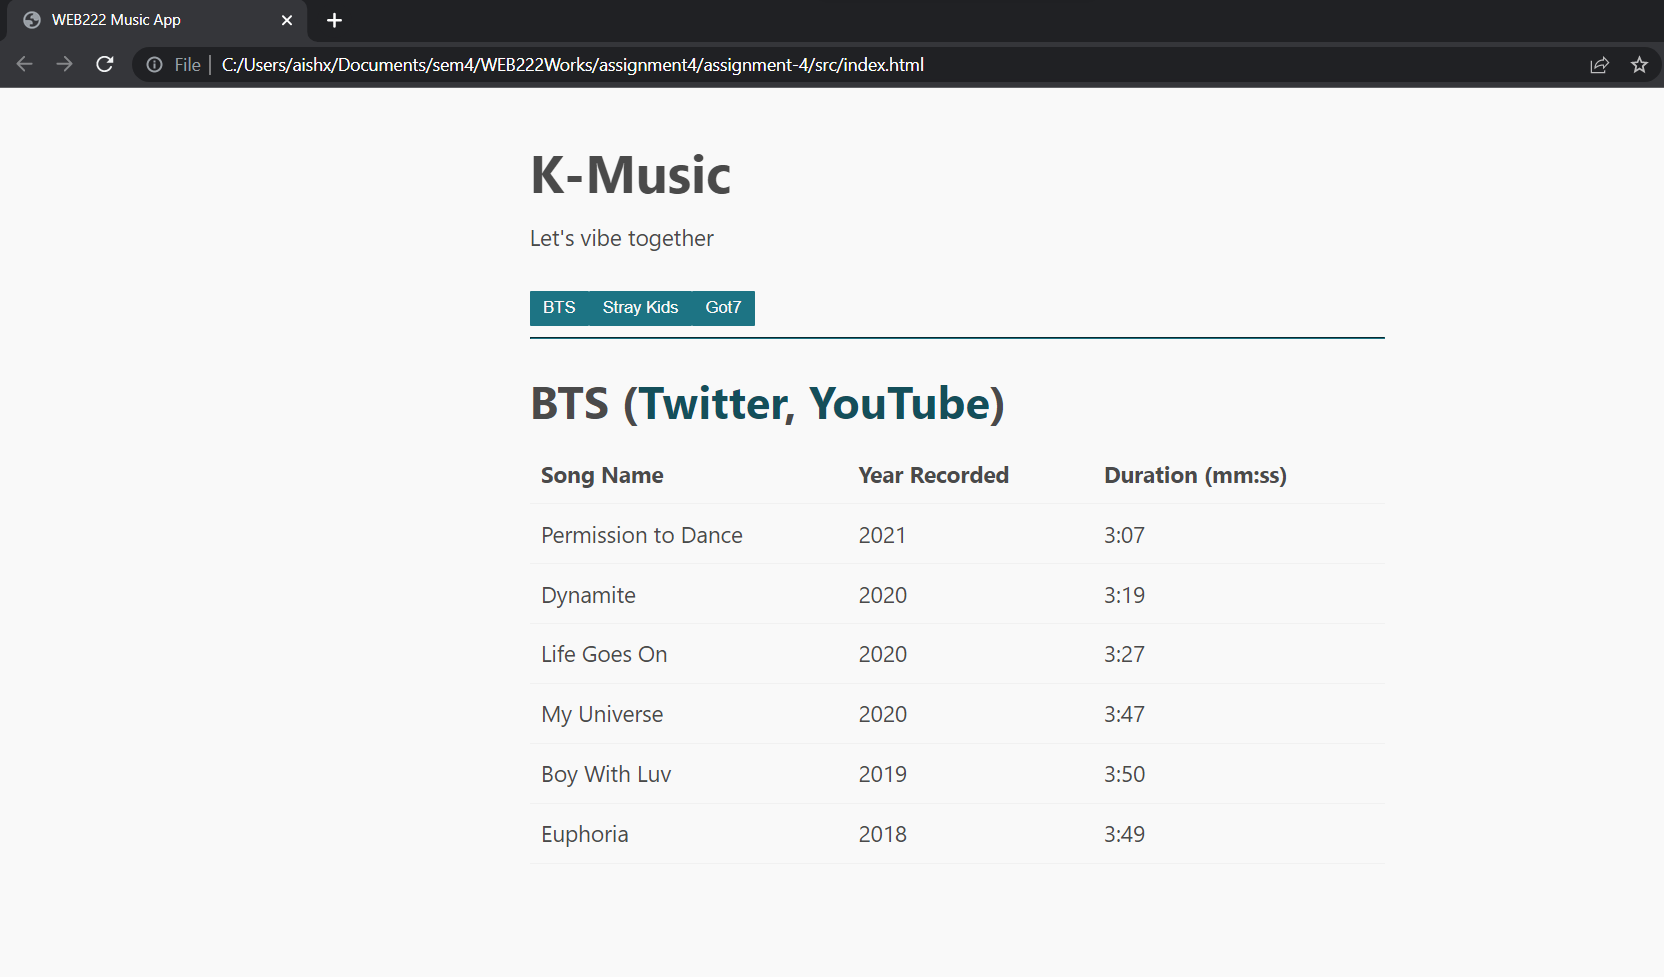 WEB222 Music App
File | C:/Users/aishx/Documents/sem4/WEB222Works/assignment4/assignment-4/src/index.html
K-Music
Let's vibe together
BTS Stray Kids Got7
BTS (Twitter, YouTube)
Song Name Year Recorded Duration (mm:ss)
Permission to Dance 2021 3:07
Dynamite 2020 3:19
Life Goes On 2020 3:27
My Universe 2020 3:47
Boy With Luv 2019 3:50
Euphoria 2018 3:49